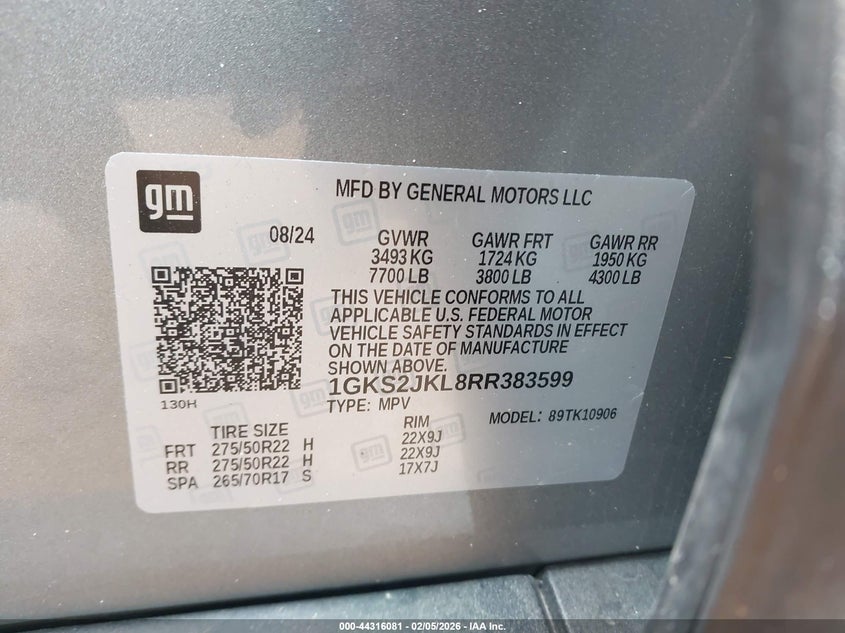 gm
MFD BY GENERAL MOTORS LLC
08/24
GVWR GAWR FRT GAWR RR
3493 KG 1724 KG 1950 KG
7700 LB 3800 LB 4300 LB
THIS VEHICLE CONFORMS TO ALL
APPLICABLE U.S. FEDERAL MOTOR
VEHICLE SAFETY STANDARDS IN EFFECT
ON THE DATE OF MANUFACTURE
SHOWN ABOVE.
1GKS2JKL8RR383599
130H
TYPE: MPV MODEL: 89TK10906
TIRE SIZE RIM
FRT 275/50R22 H 22X9J
RR 275/50R22 H 22X9J
SPA 265/70R17 S 17X7J
000-44316081 - 02/05/2026 - IAA Inc.